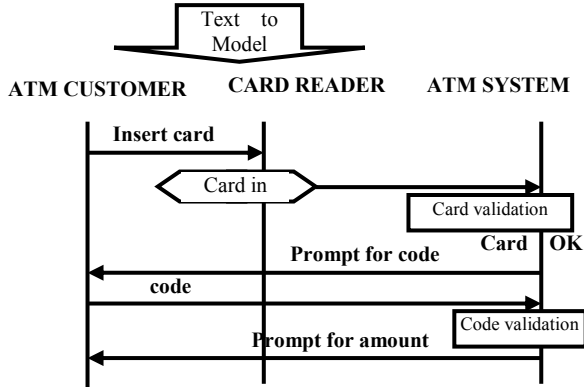 Text to
Model
ATM CUSTOMER CARD READER ATM SYSTEM
Insert card
Card in
Card validation
Card OK
Prompt for code
code
Code validation
Prompt for amount